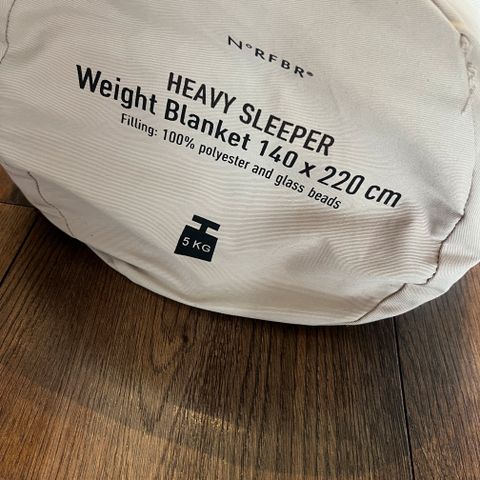 N°RFBR°
HEAVY SLEEPER
Weight Blanket 140 x 220 cm
Filling: 100% polyester and glass beads
5 KG